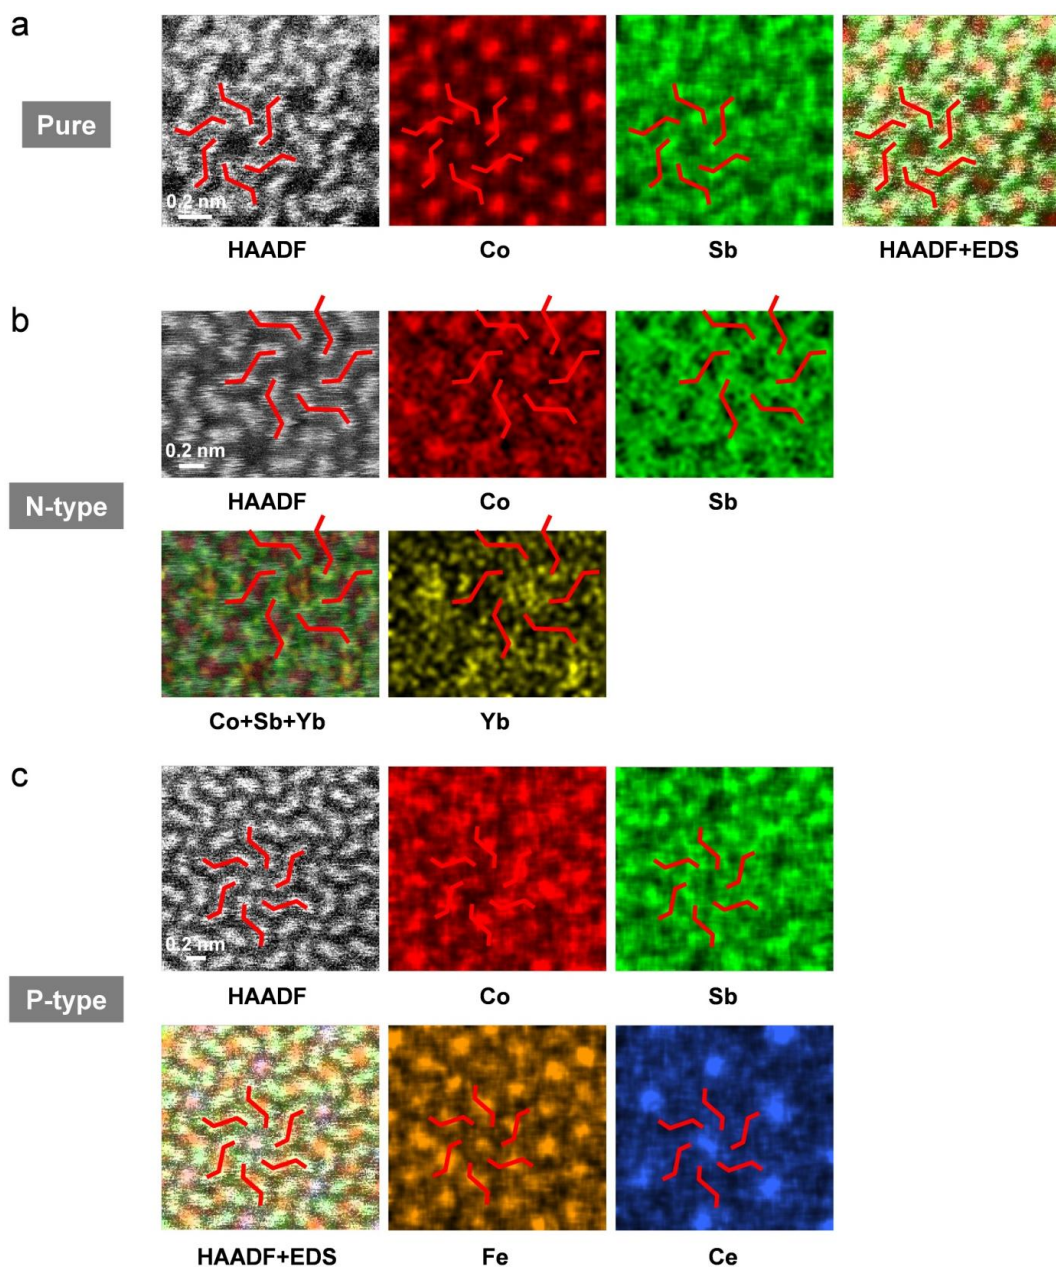 a
Pure
0.2 nm
HAADF
Co
Sb
HAADF+EDS
b
N-type
0.2 nm
HAADF
Co
Sb
Co+Sb+Yb
Yb
c
P-type
0.2 nm
HAADF
Co
Sb
HAADF+EDS
Fe
Ce